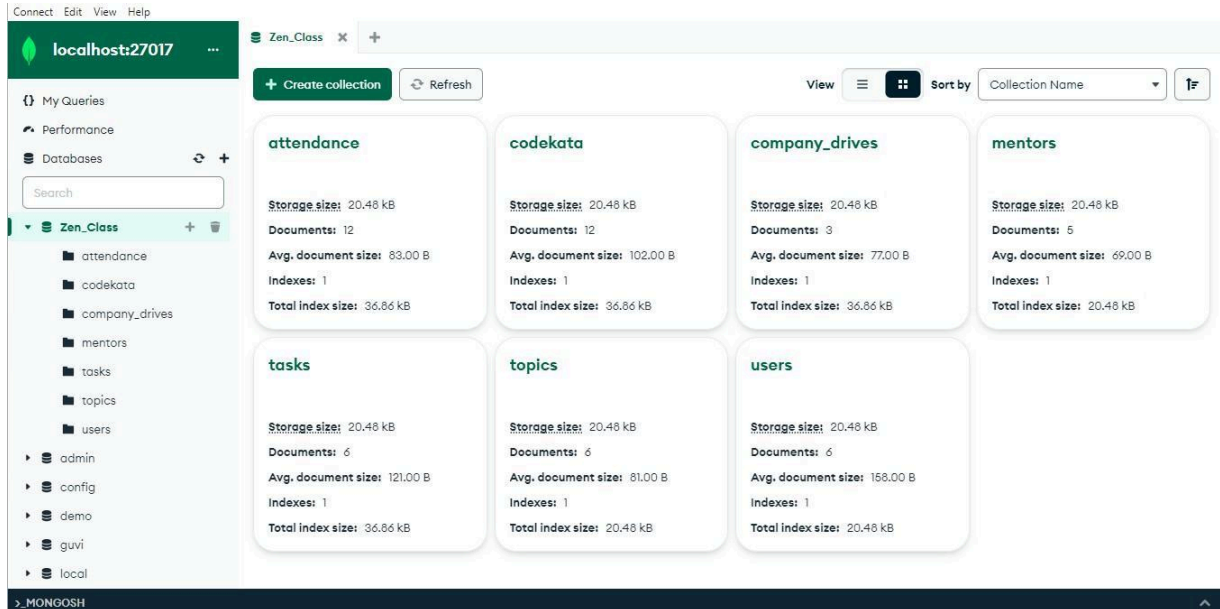 Connect Edit View Help
localhost:27017 ...
{} My Queries
Performance
Databases
Search
Zen_Class
attendance
codekata
company_drives
mentors
tasks
topics
users
admin
config
demo
guvi
local
Zen_Class
+ Create collection Refresh View Sort by Collection Name
attendance
Storage size: 20.48 kB
Documents: 12
Avg. document size: 83.00 B
Indexes: 1
Total index size: 36.86 kB
codekata
Storage size: 20.48 kB
Documents: 12
Avg. document size: 102.00 B
Indexes: 1
Total index size: 36.86 kB
company_drives
Storage size: 20.48 kB
Documents: 3
Avg. document size: 77.00 B
Indexes: 1
Total index size: 36.86 kB
mentors
Storage size: 20.48 kB
Documents: 5
Avg. document size: 69.00 B
Indexes: 1
Total index size: 20.48 kB
tasks
Storage size: 20.48 kB
Documents: 6
Avg. document size: 121.00 B
Indexes: 1
Total index size: 36.86 kB
topics
Storage size: 20.48 kB
Documents: 6
Avg. document size: 81.00 B
Indexes: 1
Total index size: 20.48 kB
users
Storage size: 20.48 kB
Documents: 6
Avg. document size: 158.00 B
Indexes: 1
Total index size: 20.48 kB
>_MONGOSH